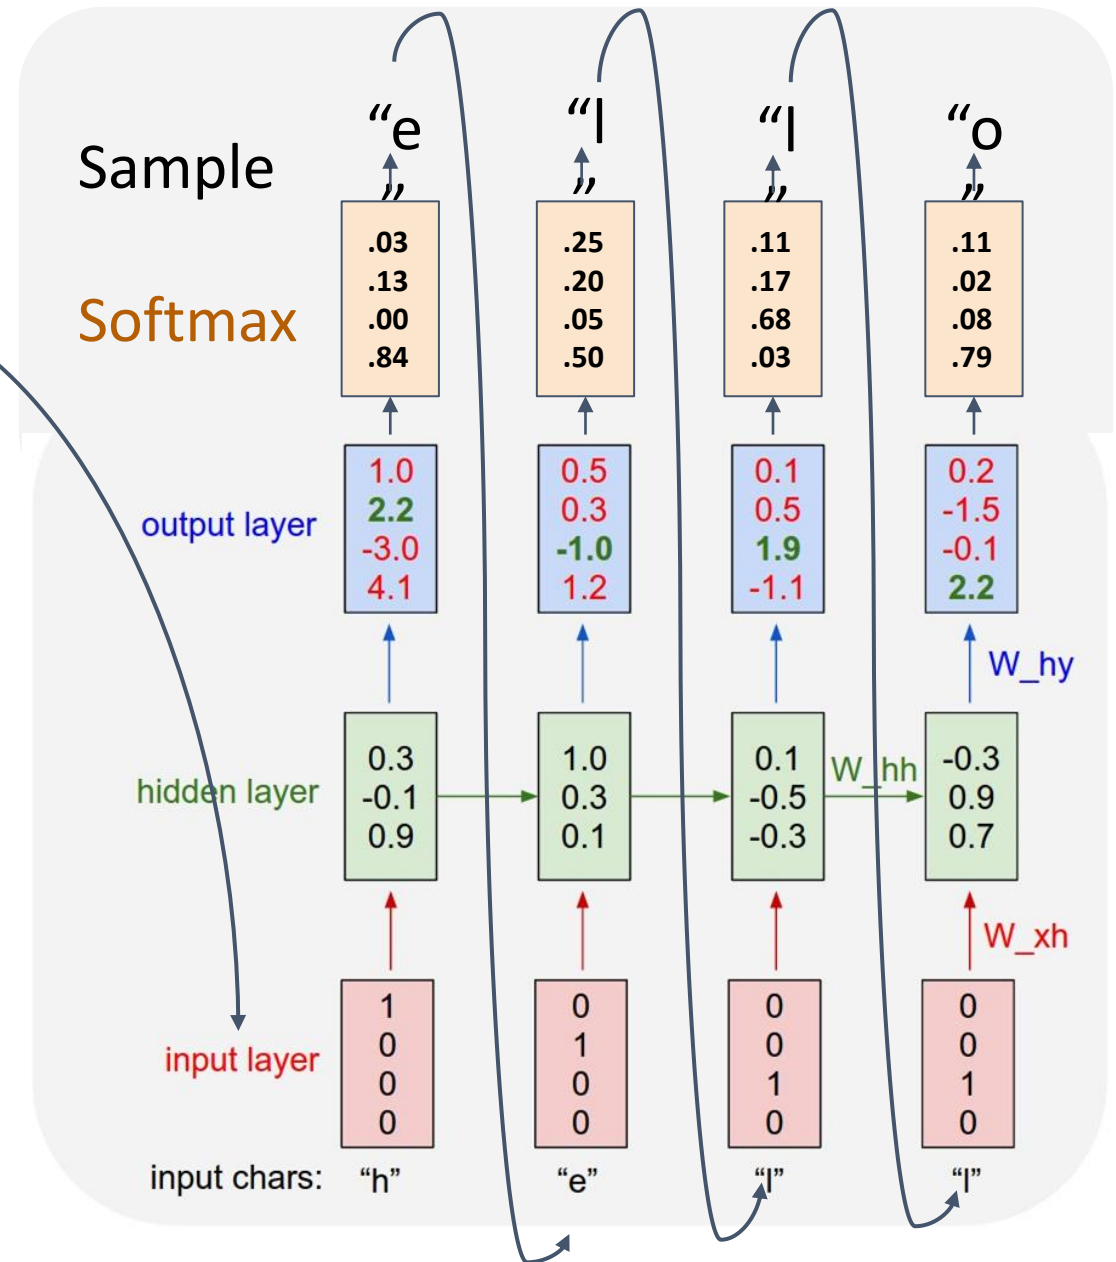 Sample “e” “l” “l” “o”
Softmax
.03 .25 .11 .11
.13 .20 .17 .02
.00 .05 .68 .08
.84 .50 .03 .79
output layer
1.0 0.5 0.1 0.2
2.2 0.3 0.5 -1.5
-3.0 -1.0 1.9 -0.1
4.1 1.2 -1.1 2.2
W_hy
hidden layer
0.3 1.0 0.1 -0.3
-0.1 0.3 -0.5 0.9
0.9 0.1 -0.3 0.7
W_hh
W_xh
input layer
1 0 0 0
0 1 0 0
0 0 1 1
0 0 0 0
input chars: “h” “e” “l” “l”